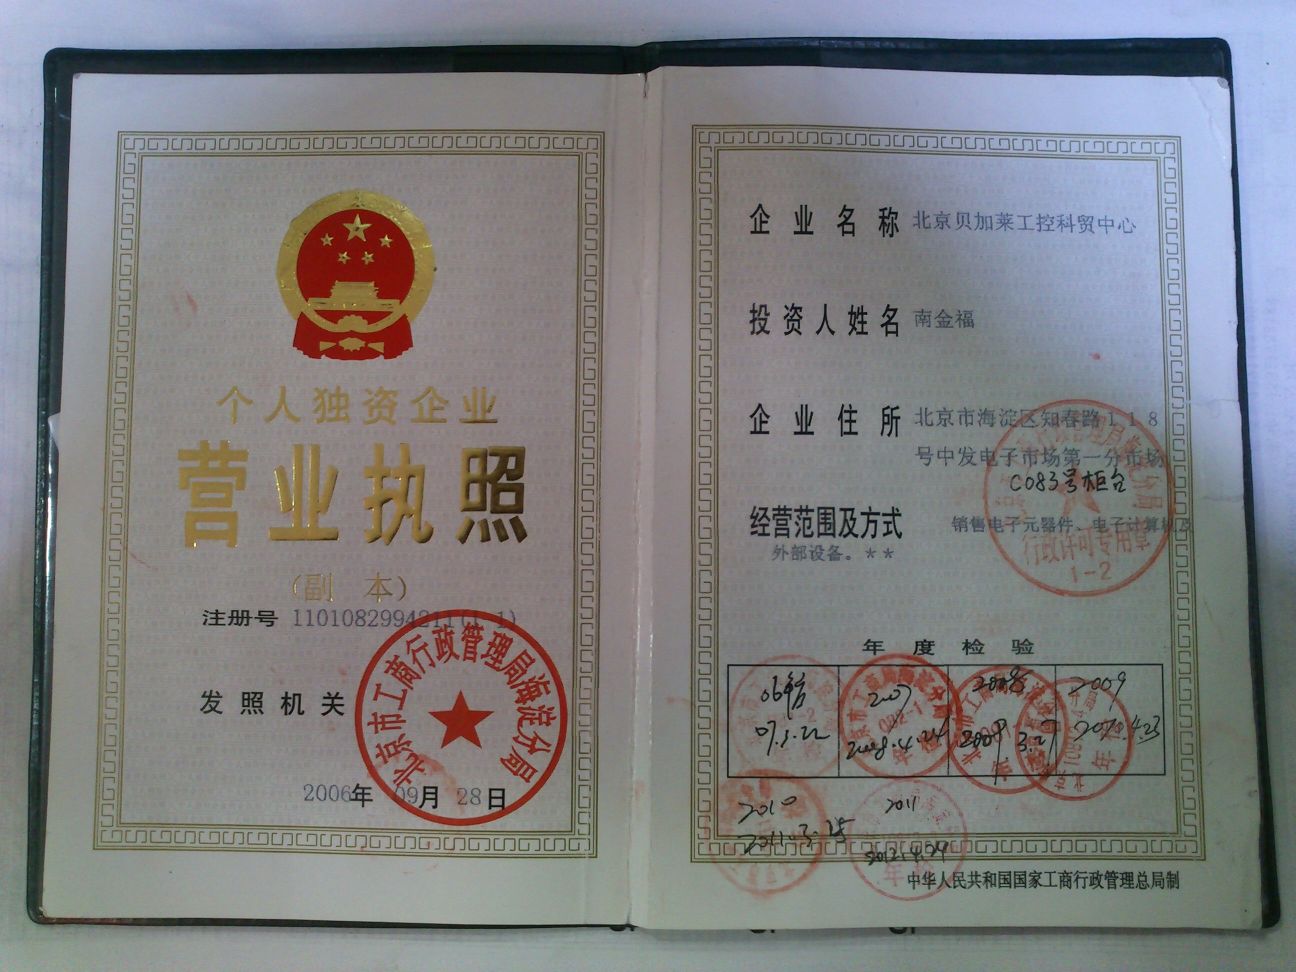 个人独资企业
营业执照
(副 本)
注册号 1101082994211(1-1)
发照机关
北京市工商行政管理局海淀分局
2006年 09月 28日
企业名称 北京贝加莱工控科贸中心
投资人姓名 南金福
企业住所 北京市海淀区知春路118
号中发电子市场第一分市场
C083号柜台
经营范围及方式 销售电子元器件、电子计算机及
外部设备。**
行政许可专用章
1-2
年度检验
2007 2008 2009
07.3.22 2008.4.24 2009 3.27 2010.4.23
2010 2011
2011.3.25 2012.4.24
中华人民共和国国家工商行政管理总局制